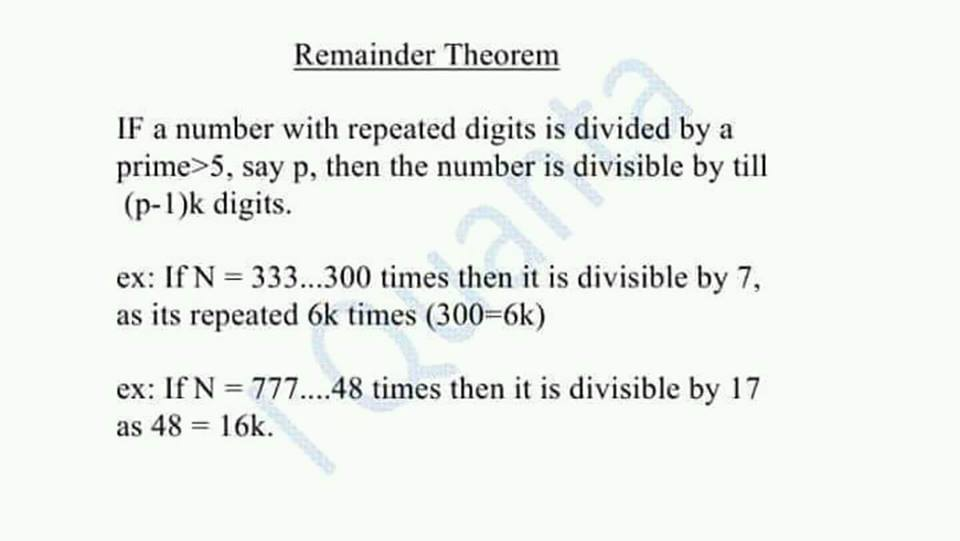 Remainder Theorem
IF a number with repeated digits is divided by a
prime>5, say p, then the number is divisible by till
(p-1)k digits.
ex: If N = 333...300 times then it is divisible by 7,
as its repeated 6k times (300=6k)
ex: If N = 777....48 times then it is divisible by 17
as 48 = 16k.
| Quanta